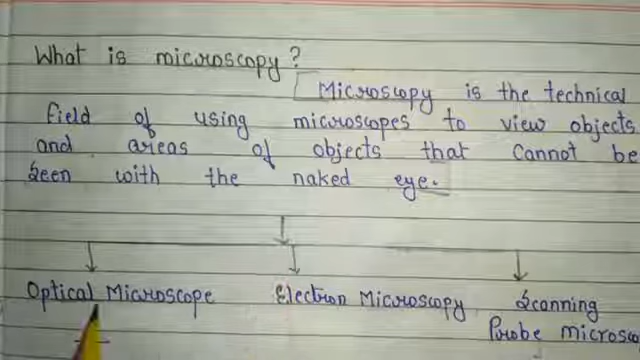 What is microscopy?
Microscopy is the technical
field of using microscopes to view objects
and areas of objects that cannot be
seen with the naked eye.
Optical Microscope Electron Microscopy Scanning
Probe microsco